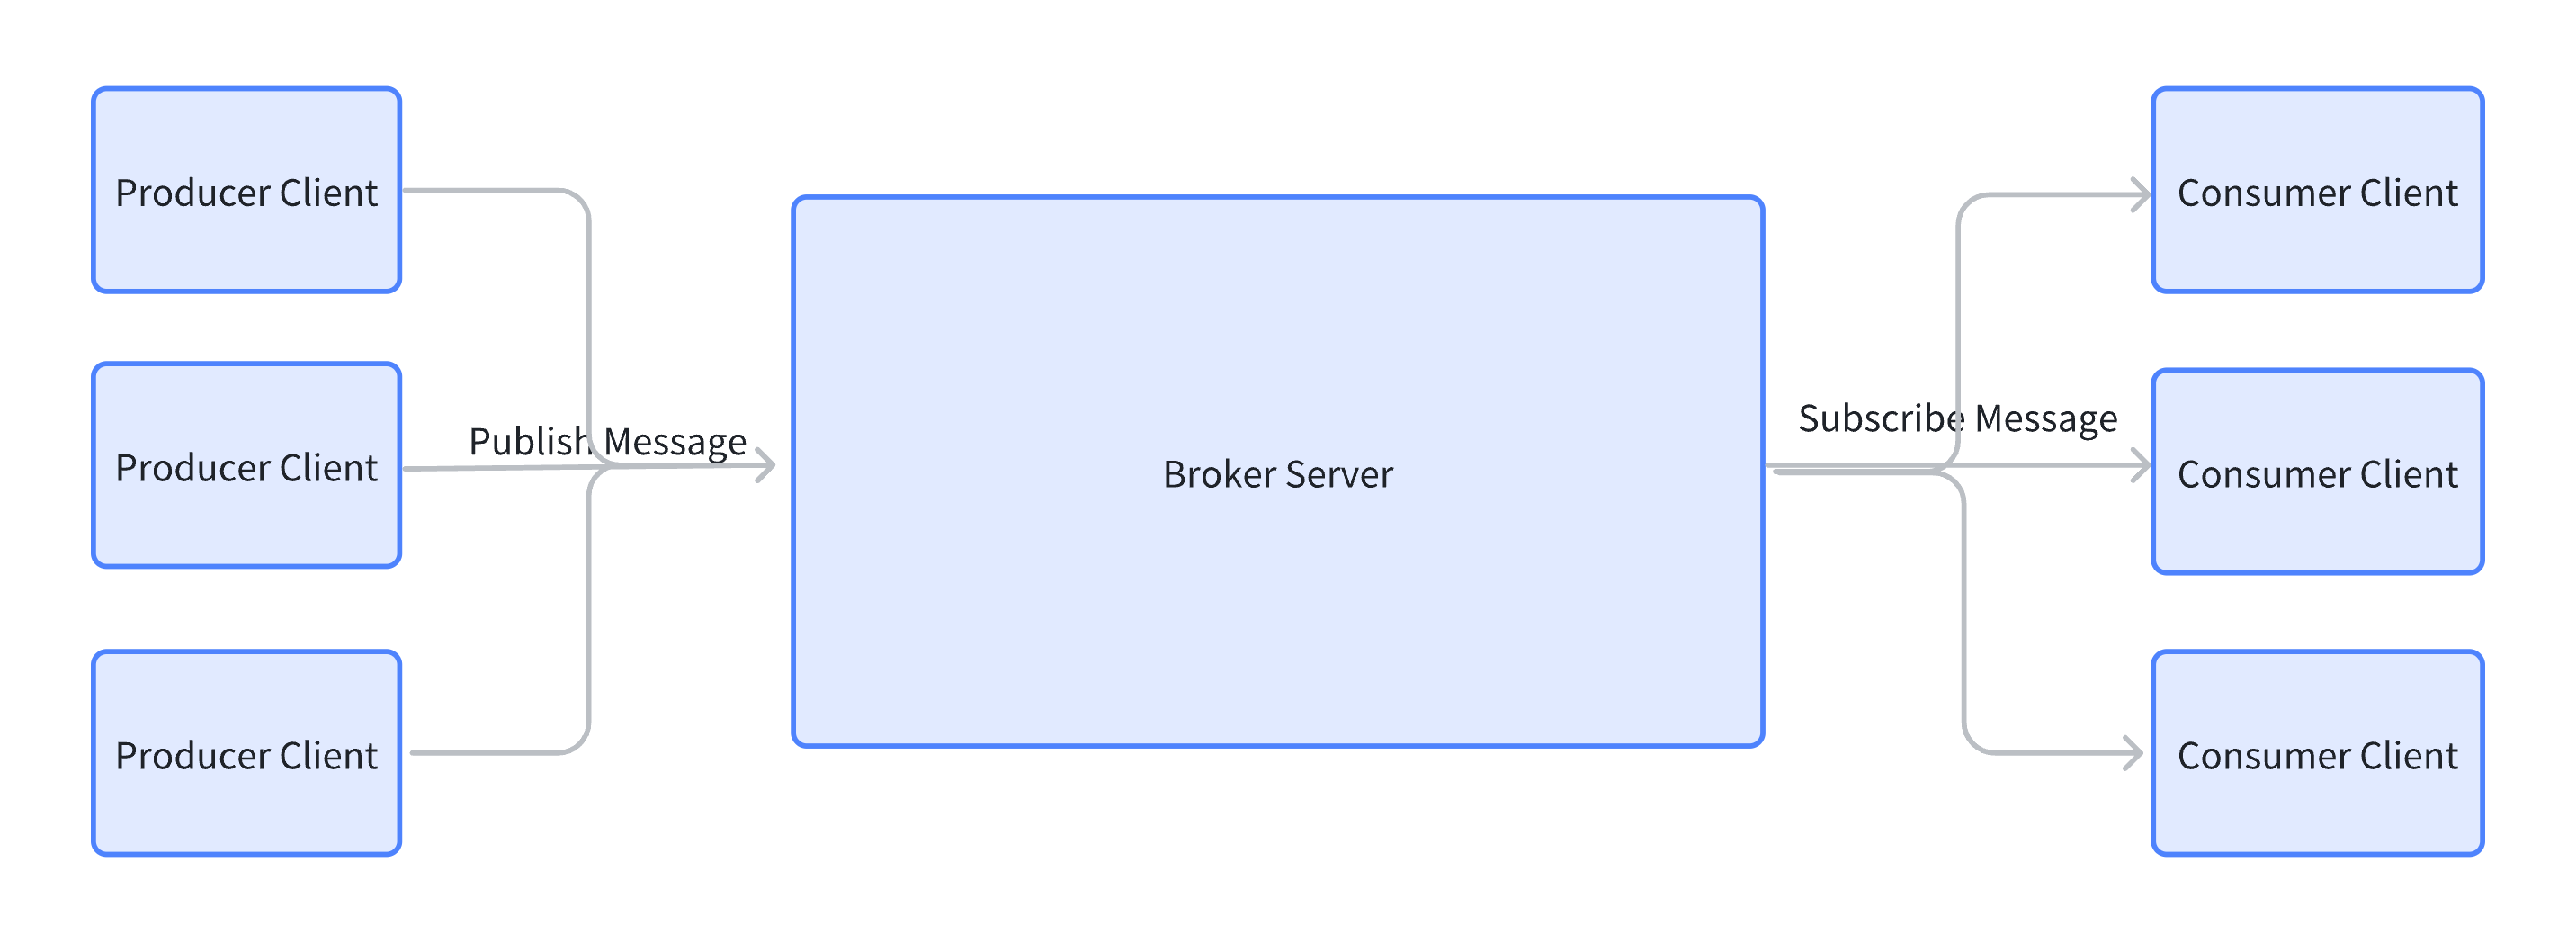 Producer Client
Consumer Client
Producer Client
Publish Message
Broker Server
Subscribe Message
Consumer Client
Producer Client
Consumer Client